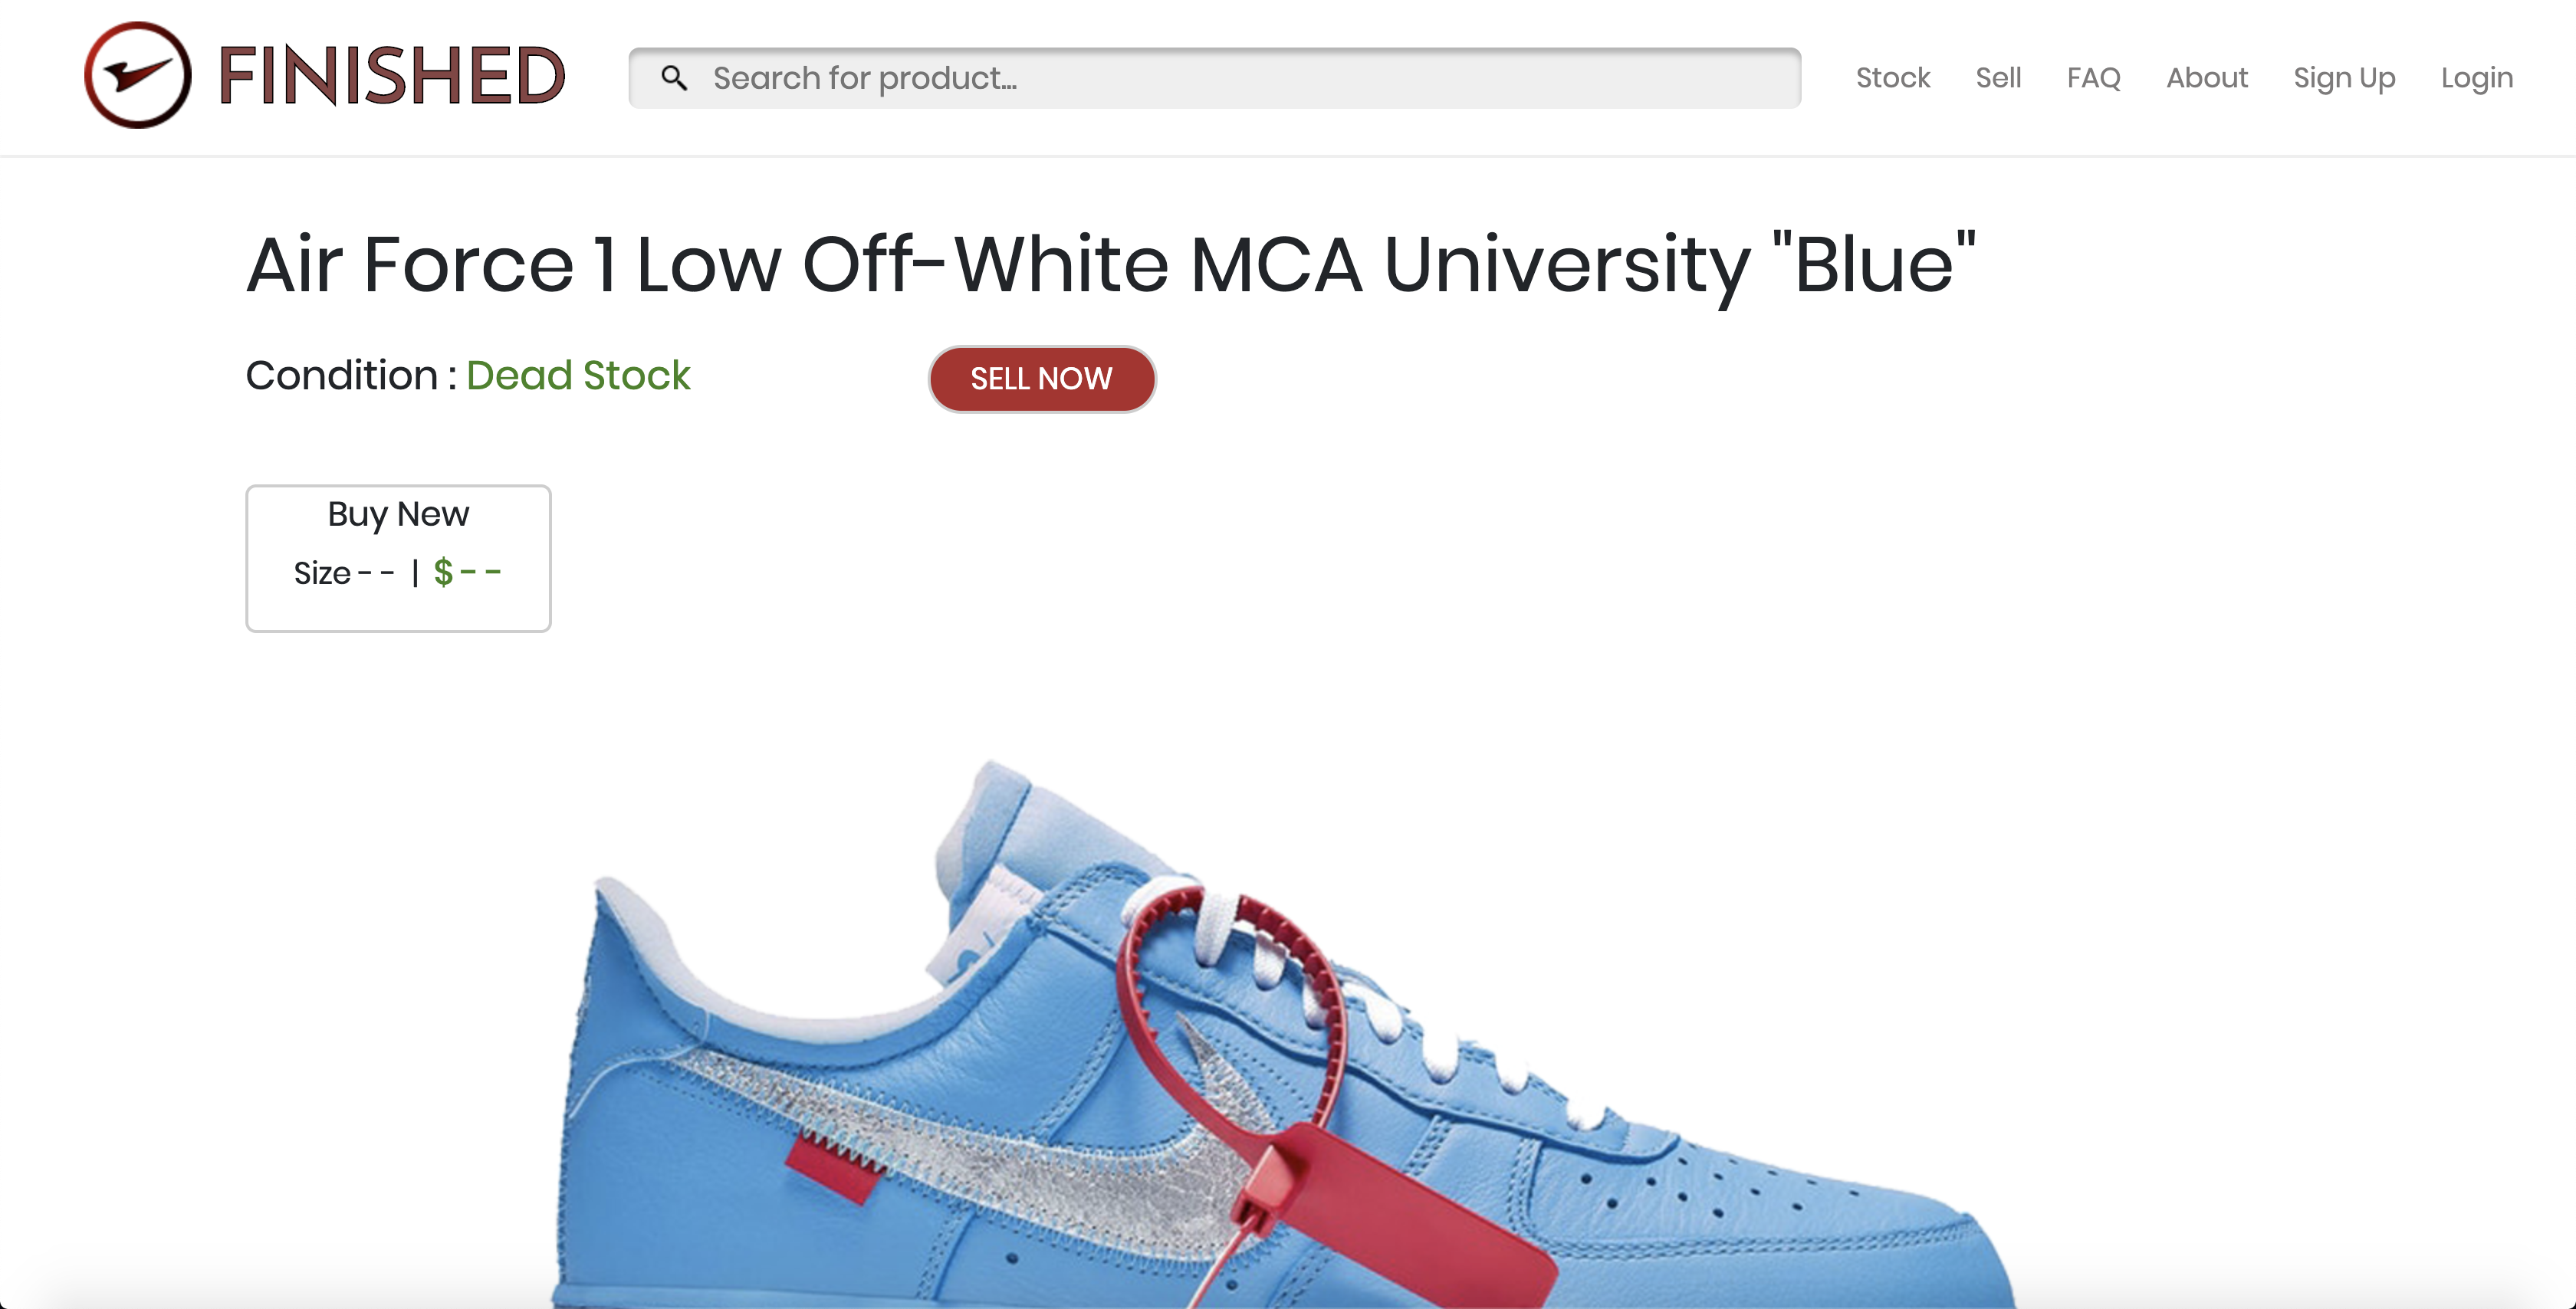 FINISHED
Search for product...
Stock
Sell
FAQ
About
Sign Up
Login
Air Force 1 Low Off-White MCA University "Blue"
Condition : Dead Stock
SELL NOW
Buy New
Size - - | $ - -